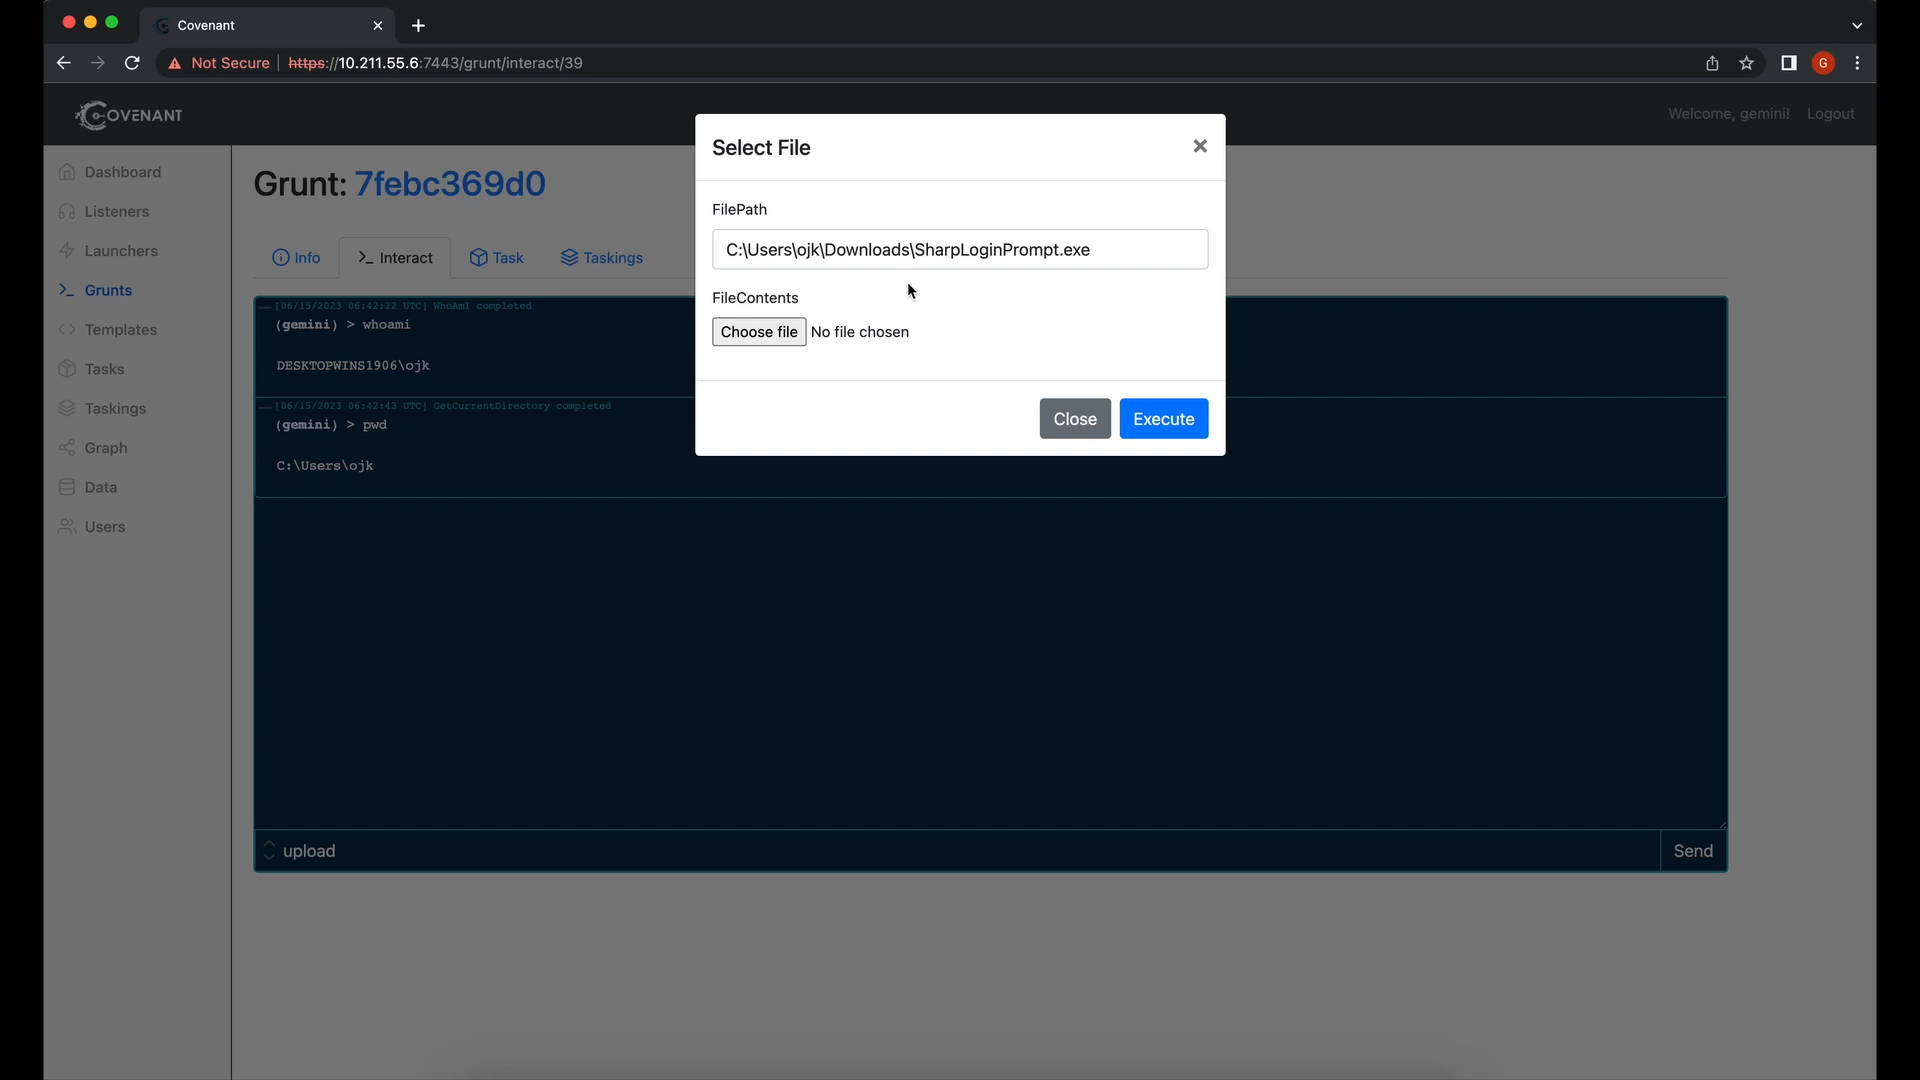 Covenant
Not Secure
https://10.211.55.6:7443/grunt/interact/39
G
COVENANT
Welcome, gemini!
Logout
Dashboard
Listeners
Launchers
Grunts
Templates
Tasks
Taskings
Graph
Data
Users
Grunt: 7febc369d0
Info
Interact
Task
Taskings
[06/15/2023 06:42:22 UTC] WhoAmI completed
(gemini) > whoami
DESKTOPWINS1906\ojk
[06/15/2023 06:42:43 UTC] GetCurrentDirectory completed
(gemini) > pwd
C:\Users\ojk
upload
Send
Select File
FilePath
C:\Users\ojk\Downloads\SharpLoginPrompt.exe
FileContents
Choose file No file chosen
Close
Execute